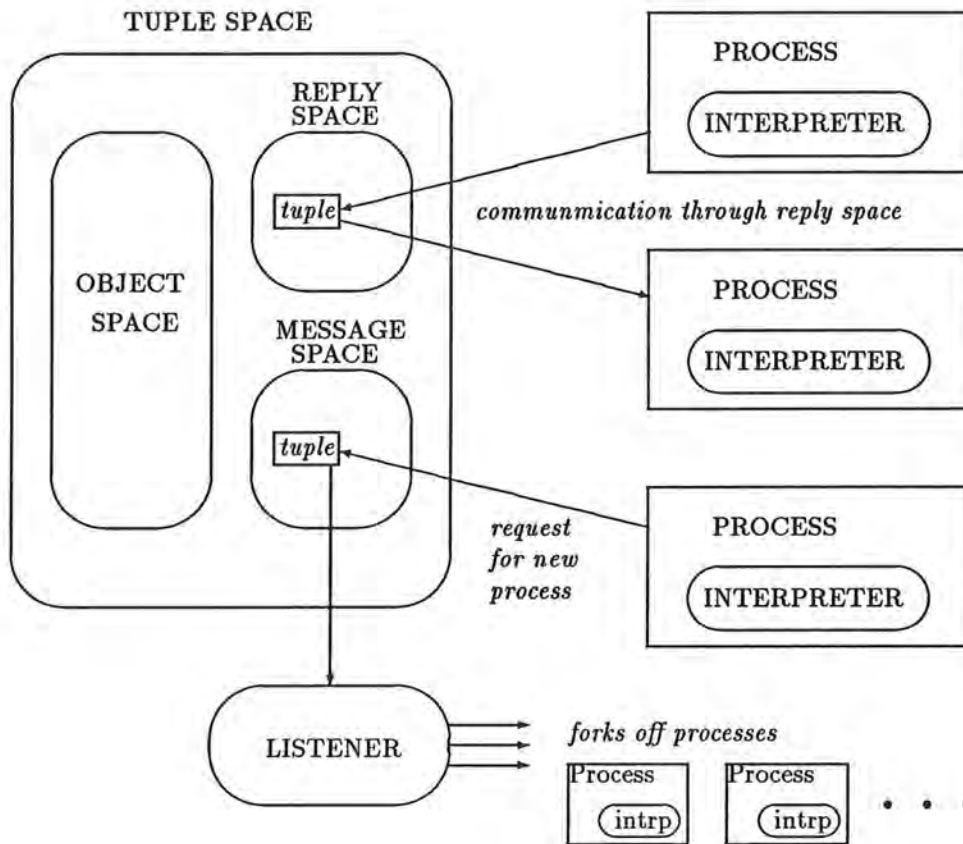 TUPLE SPACE
REPLY
SPACE
tuple
OBJECT
SPACE
MESSAGE
SPACE
tuple
PROCESS
INTERPRETER
communmication through reply space
PROCESS
INTERPRETER
request
for new
process
PROCESS
INTERPRETER
LISTENER
forks off processes
Process
intrp
Process
intrp
. . .